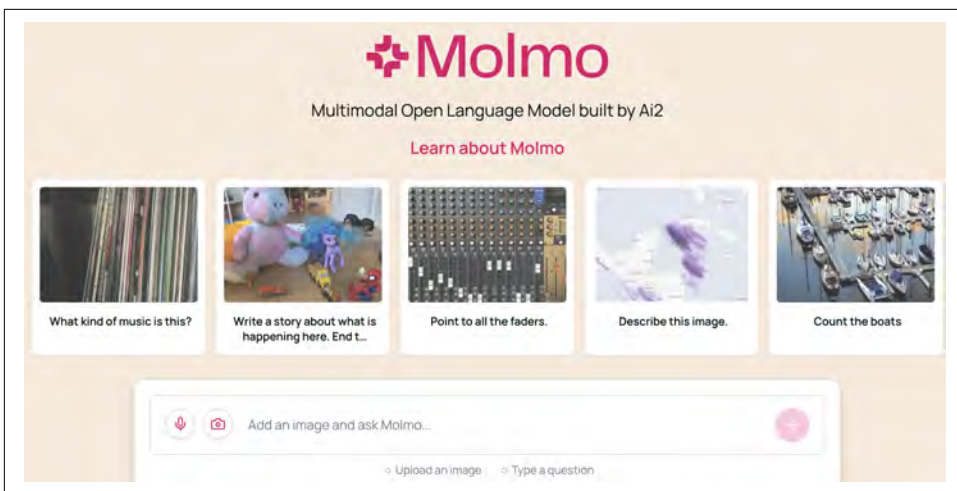 Molmo
Multimodal Open Language Model built by Ai2
Learn about Molmo
What kind of music is this?
Write a story about what is
happening here. End t...
Point to all the faders.
Describe this image.
Count the boats
Add an image and ask Molmo...
Upload an image
Type a question